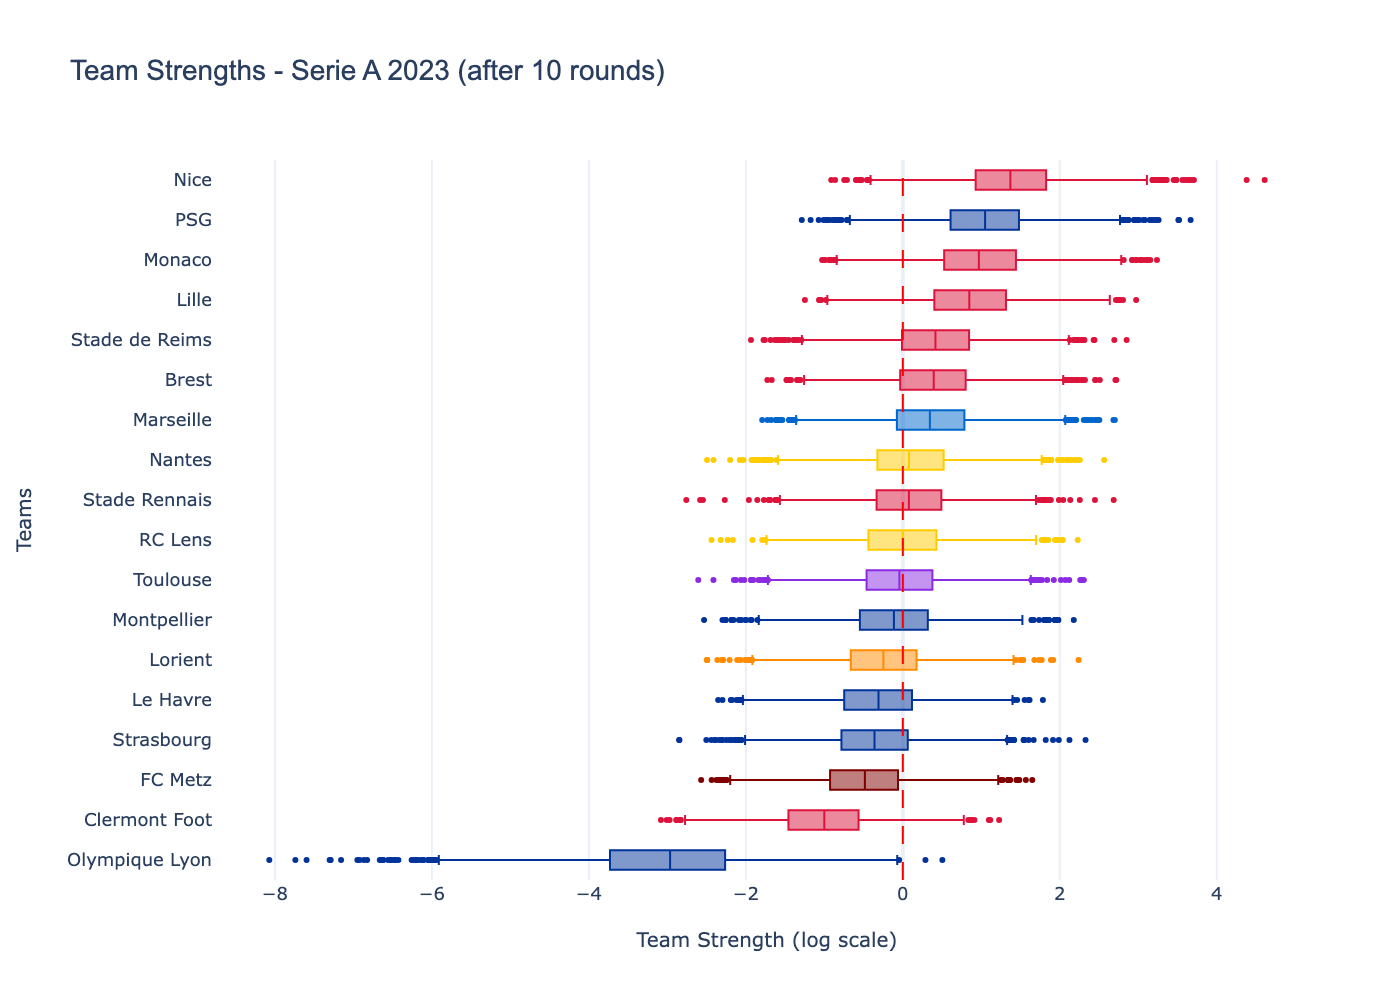 Team Strengths - Serie A 2023 (after 10 rounds)
Nice
PSG
Monaco
Lille
Stade de Reims
Brest
Marseille
Nantes
Stade Rennais
RC Lens
Toulouse
Montpellier
Lorient
Le Havre
Strasbourg
FC Metz
Clermont Foot
Olympique Lyon
Teams
−8 −6 −4 −2 0 2 4
Team Strength (log scale)